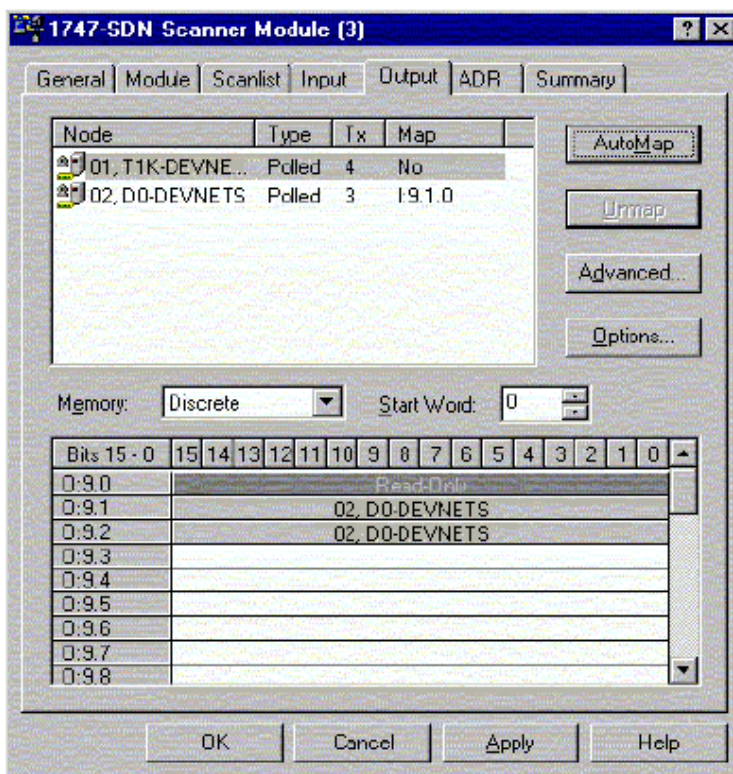 1747-SDN Scanner Module (3)
General Module Scanlist Input Output ADR Summary
Node Type Tx Map
01, T1K-DEVNE... Polled 4 No
02, D0-DEVNETS Polled 3 I:9.1.0
AutoMap
Unmap
Advanced...
Options...
Memory: Discrete Start Word: 0
Bits 15 - 0 15 14 13 12 11 10 9 8 7 6 5 4 3 2 1 0
O:9.0 Read-Only
O:9.1 02, D0-DEVNETS
O:9.2 02, D0-DEVNETS
O:9.3
O:9.4
O:9.5
O:9.6
O:9.7
O:9.8
OK Cancel Apply Help